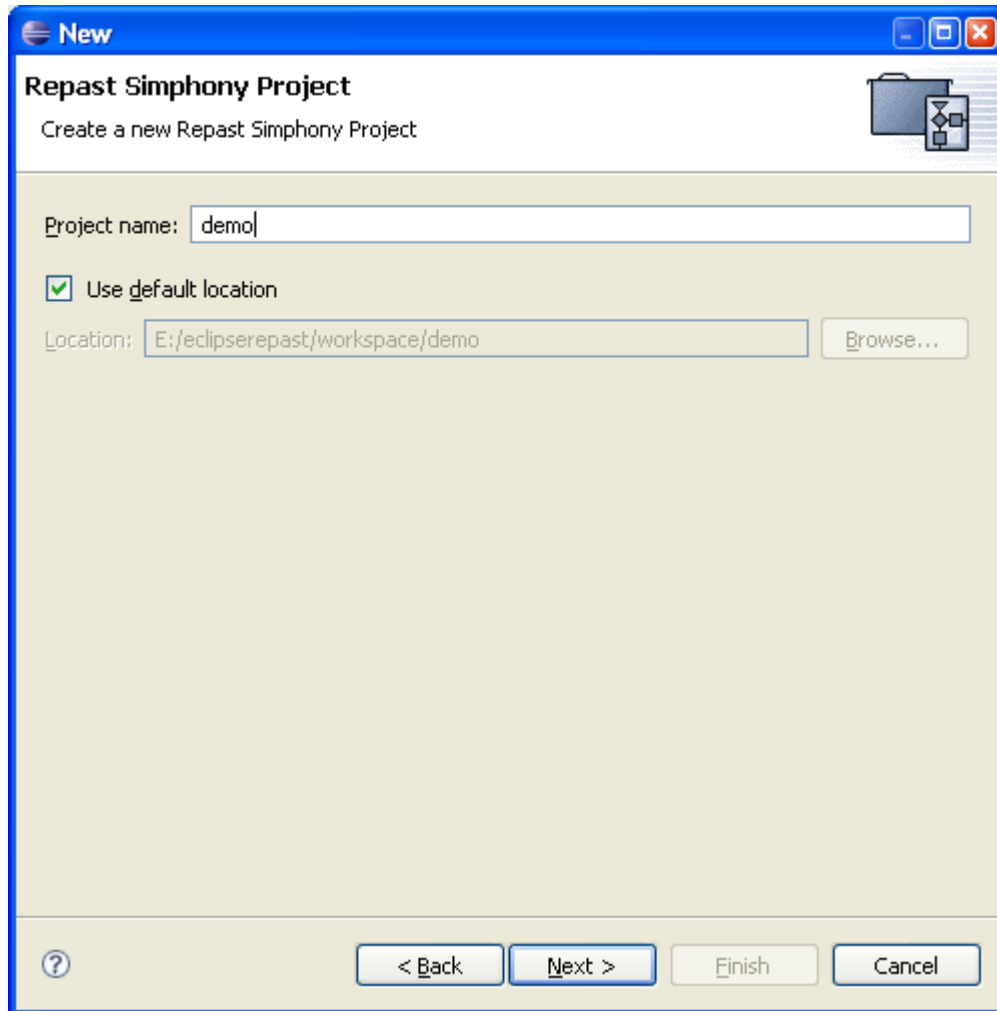 New
Repast Simphony Project
Create a new Repast Simphony Project
Project name: demo
Use default location
Location: E:/eclipserepast/workspace/demo Browse...
? < Back Next > Finish Cancel